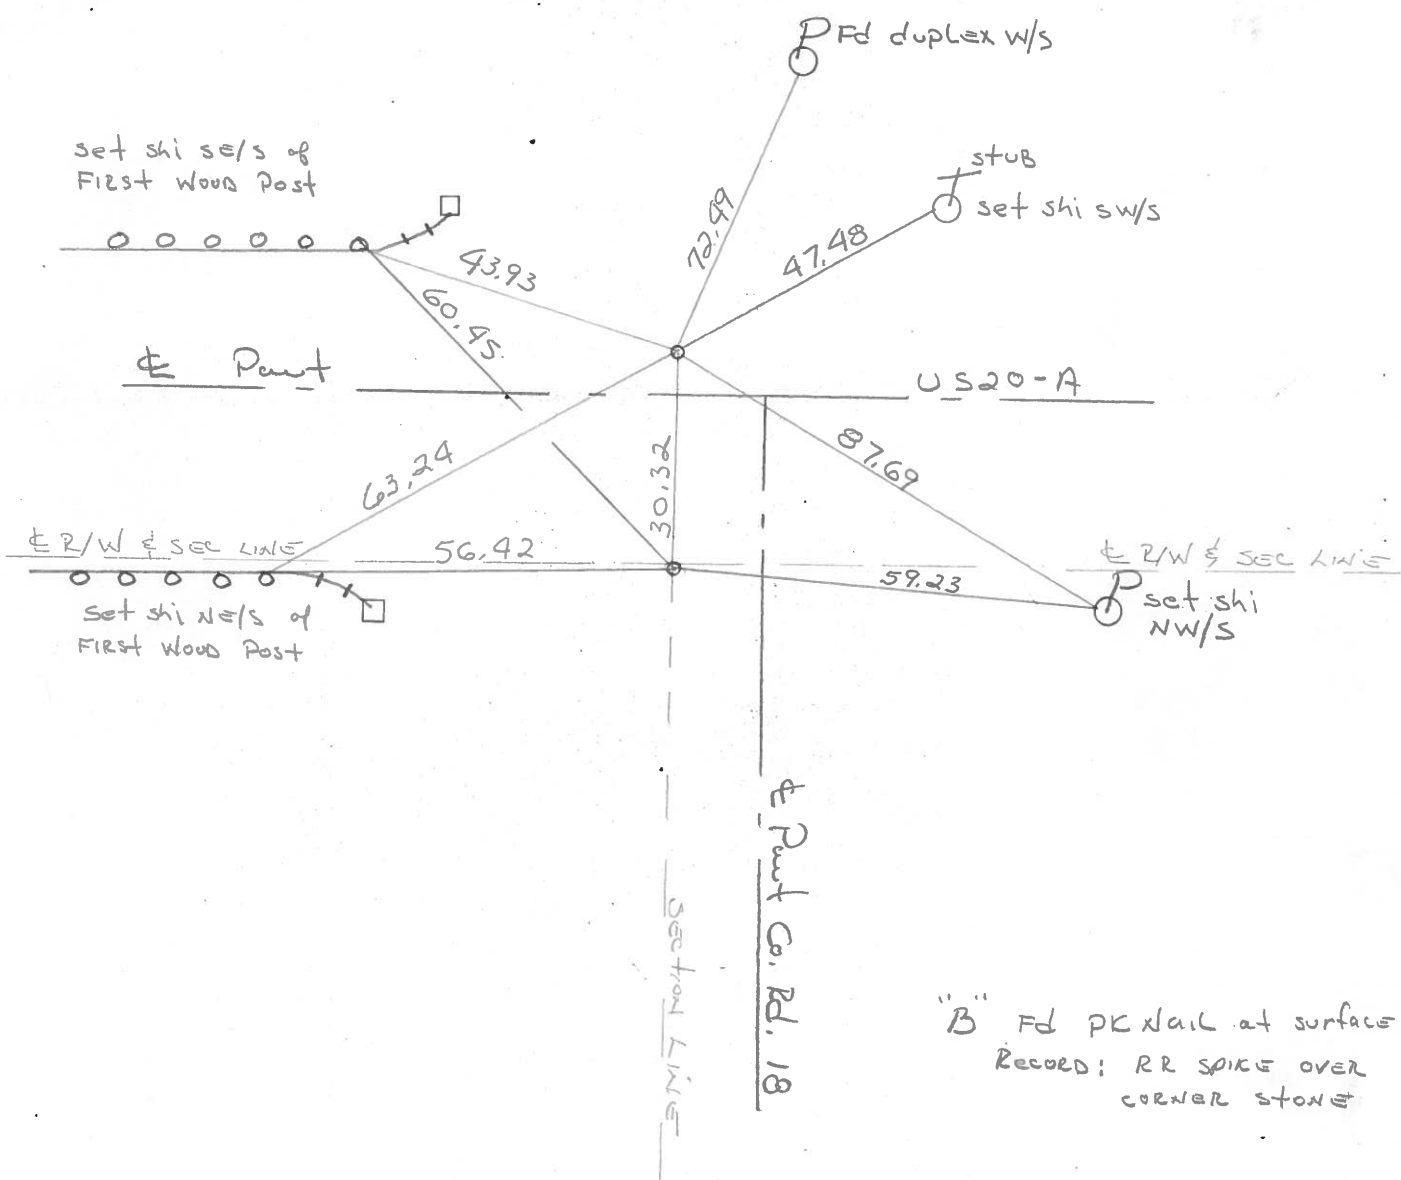 P Fd duplex W/S
set shi SE/S of
FIRST WOOD Post
stub
set shi SW/S
72.49
47.48
43.93
60.45
℄ Pavmt
US20-A
63.24
30.32
87.69
℄ R/W & SEC LINE
56.42
59.23
℄ R/W & SEC LINE
P set shi
NW/S
set shi NE/S of
FIRST WOOD Post
℄ Pavmt Co. Rd. 18
SECTION LINE
"B" Fd PK Nail at surface
RECORD: RR SPIKE OVER
CORNER STONE